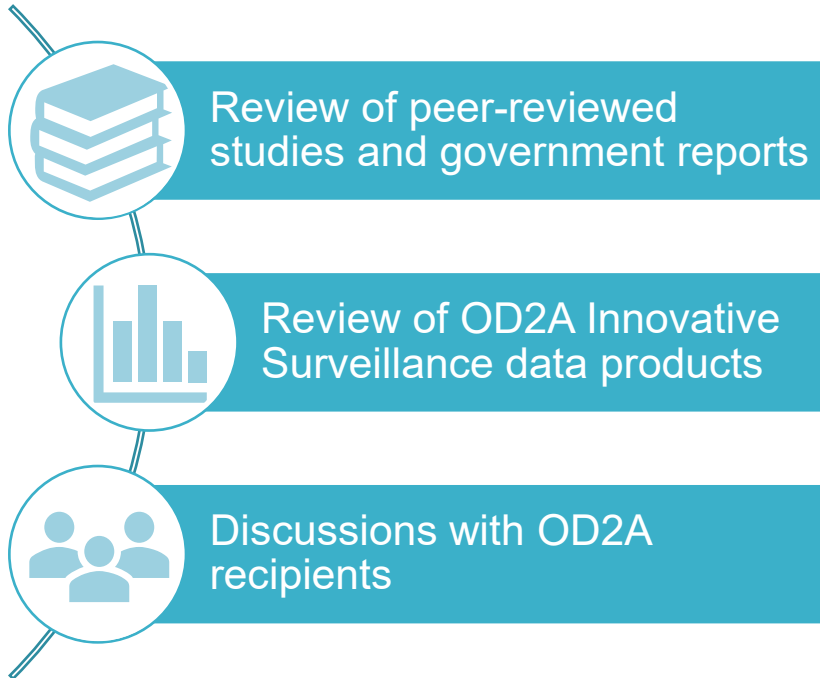 Review of peer-reviewed
studies and government reports
Review of OD2A Innovative
Surveillance data products
Discussions with OD2A
recipients